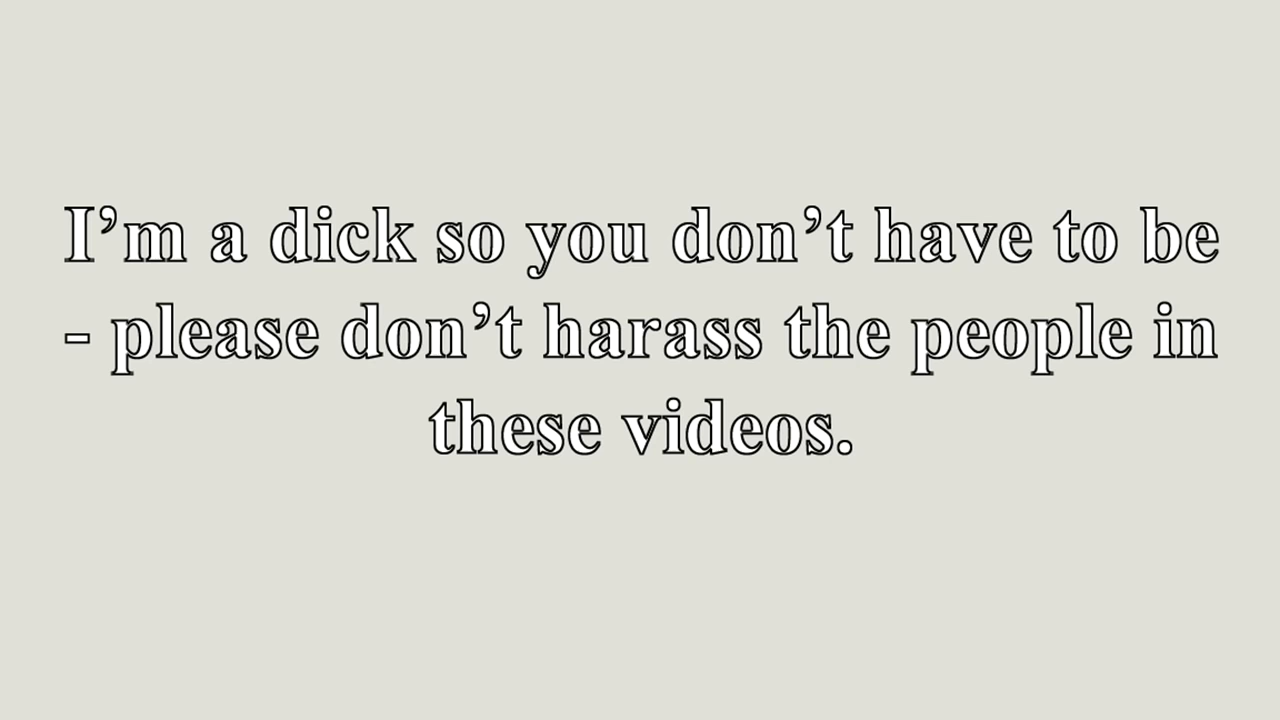 I’m a dick so you don’t have to be
- please don’t harass the people in
these videos.